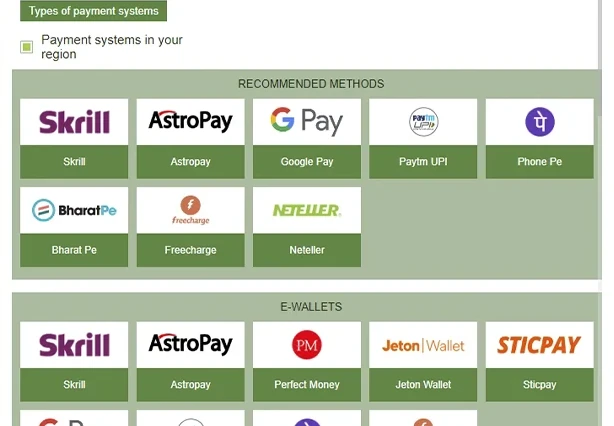 Types of payment systems
Payment systems in your
region
RECOMMENDED METHODS
Skrill AstroPay G Pay Paytm UPI पे
Skrill Astropay Google Pay Paytm UPI Phone Pe
BharatPe f freecharge NETELLER
Bharat Pe Freecharge Neteller
E-WALLETS
Skrill AstroPay PM Jeton Wallet STICPAY
Skrill Astropay Perfect Money Jeton Wallet Sticpay